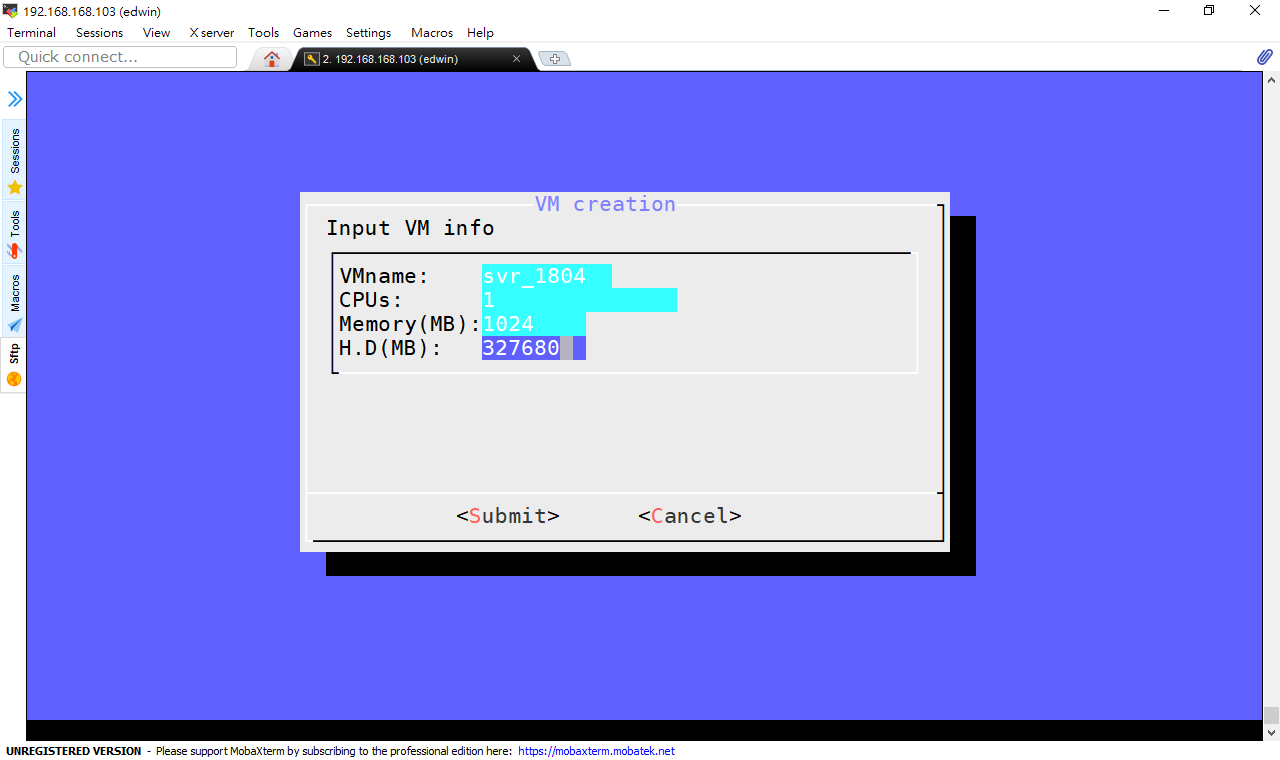 192.168.168.103 (edwin)
Terminal Sessions View X server Tools Games Settings Macros Help
Quick connect...
2. 192.168.168.103 (edwin)
Sessions
Tools
Macros
Sftp
VM creation
Input VM info
VMname: svr_1804
CPUs: 1
Memory(MB):1024
H.D(MB): 327680
<Submit> <Cancel>
UNREGISTERED VERSION - Please support MobaXterm by subscribing to the professional edition here: https://mobaxterm.mobatek.net